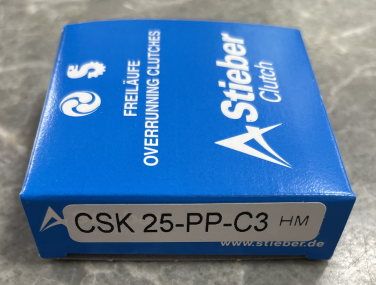 FREILÄUFE
OVERRUNNING CLUTCHES
Stieber
Clutch
CSK 25-PP-C3 HM
www.stieber.de